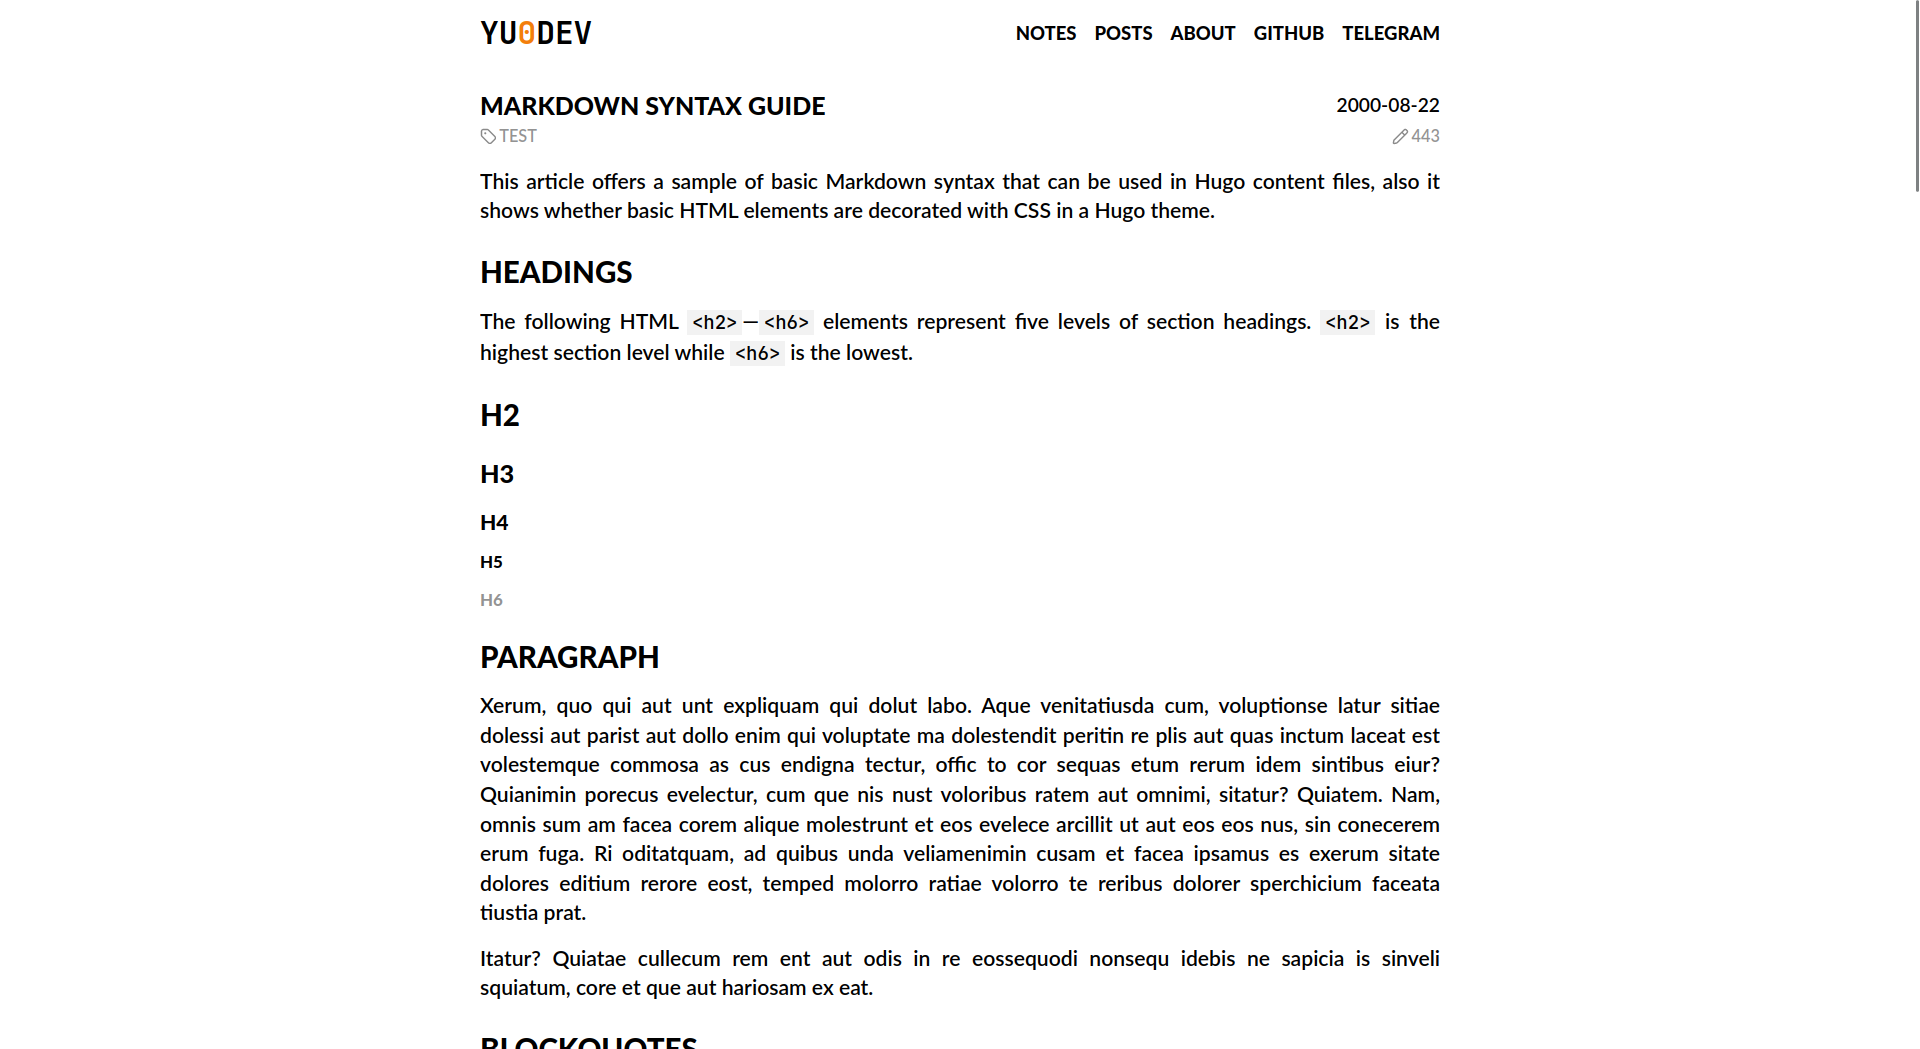 YU0DEV
NOTES POSTS ABOUT GITHUB TELEGRAM
MARKDOWN SYNTAX GUIDE 2000-08-22
TEST 443
This article offers a sample of basic Markdown syntax that can be used in Hugo content files, also it
shows whether basic HTML elements are decorated with CSS in a Hugo theme.
HEADINGS
The following HTML <h2>—<h6> elements represent five levels of section headings. <h2> is the
highest section level while <h6> is the lowest.
H2
H3
H4
H5
H6
PARAGRAPH
Xerum, quo qui aut unt expliquam qui dolut labo. Aque venitatiusda cum, voluptionse latur sitiae
dolessi aut parist aut dollo enim qui voluptate ma dolestendit peritin re plis aut quas inctum laceat est
volestemque commosa as cus endigna tectur, offic to cor sequas etum rerum idem sintibus eiur?
Quianimin porecus evelectur, cum que nis nust voloribus ratem aut omnimi, sitatur? Quiatem. Nam,
omnis sum am facea corem alique molestrunt et eos evelece arcillit ut aut eos eos nus, sin conecerem
erum fuga. Ri oditatquam, ad quibus unda veliamenimin cusam et facea ipsamus es exerum sitate
dolores editium rerore eost, temped molorro ratiae volorro te reribus dolorer sperchicium faceata
tiustia prat.
Itatur? Quiatae cullecum rem ent aut odis in re eossequodi nonsequ idebis ne sapicia is sinveli
squiatum, core et que aut hariosam ex eat.
BLOCKQUOTES